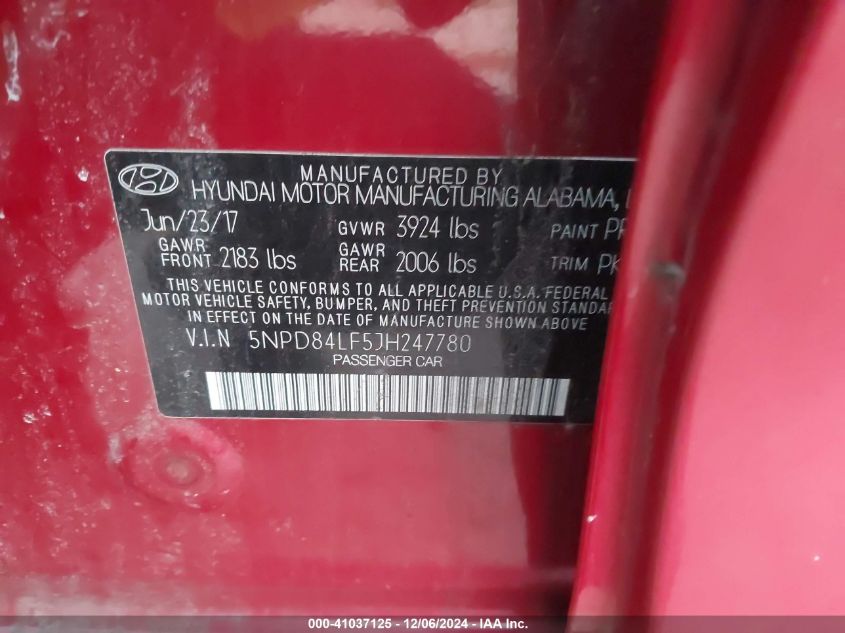 MANUFACTURED BY
HYUNDAI MOTOR MANUFACTURING ALABAMA,
Jun/23/17 GVWR 3924 lbs PAINT PR
GAWR FRONT 2183 lbs GAWR REAR 2006 lbs TRIM PK
THIS VEHICLE CONFORMS TO ALL APPLICABLE U.S.A. FEDERAL
MOTOR VEHICLE SAFETY, BUMPER, AND THEFT PREVENTION STANDAR
IN EFFECT ON THE DATE OF MANUFACTURE SHOWN ABOVE
V.I.N 5NPD84LF5JH247780
PASSENGER CAR
000-41037125 - 12/06/2024 - IAA Inc.